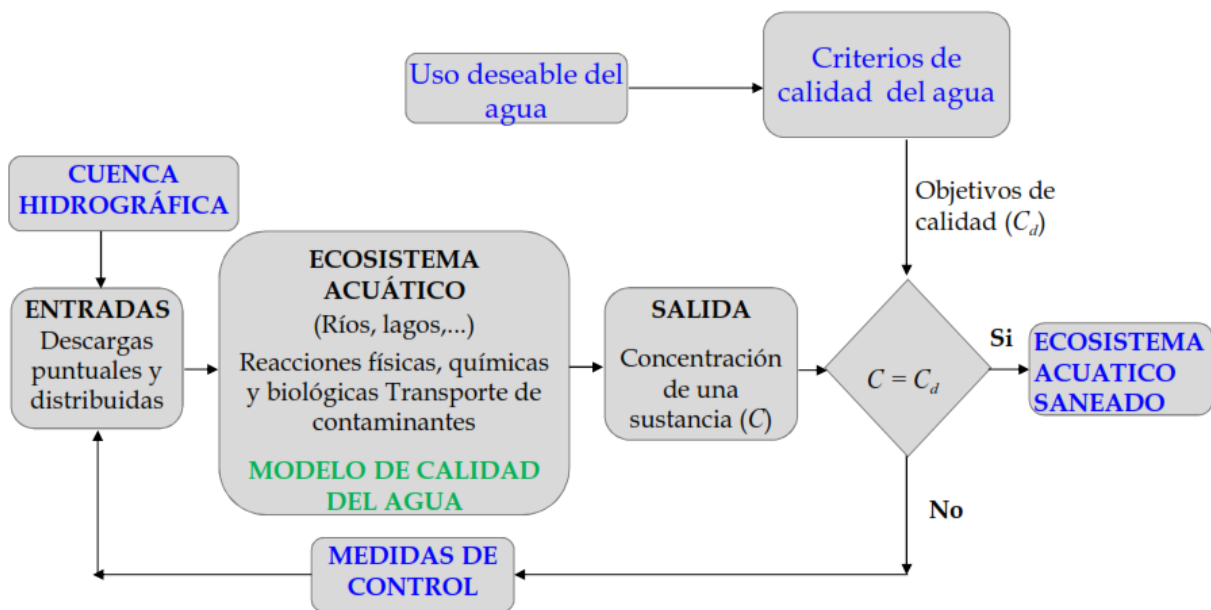 Uso deseable del
agua
Criterios de
calidad del agua
CUENCA
HIDROGRÁFICA
Objetivos de
calidad (Cd)
ENTRADAS
Descargas
puntuales y
distribuidas
ECOSISTEMA
ACUÁTICO
(Ríos, lagos,...)
Reacciones físicas, químicas
y biológicas Transporte de
contaminantes
MODELO DE CALIDAD
DEL AGUA
SALIDA
Concentración
de una
sustancia (C)
C = Cd
Si
ECOSISTEMA
ACUATICO
SANEADO
No
MEDIDAS DE
CONTROL